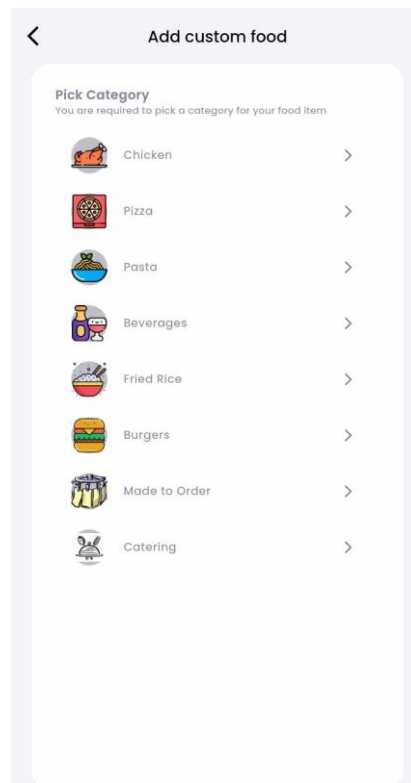 Add custom food
Pick Category
You are required to pick a category for your food item
Chicken
Pizza
Pasta
Beverages
Fried Rice
Burgers
Made to Order
Catering